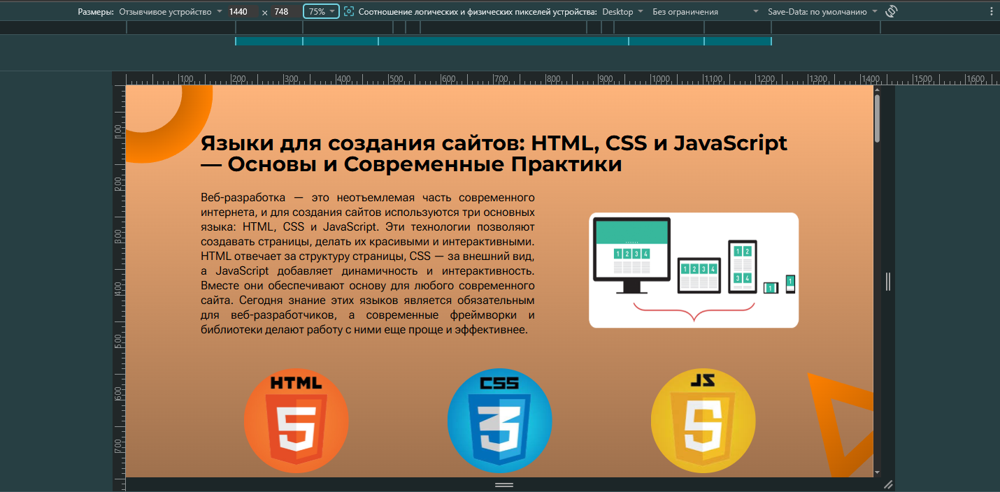 Размеры: Отзывчивое устройство 1440 × 748 75% Соотношение логических и физических пикселей устройства: Desktop Без ограничения Save-Data: по умолчанию
100 200 300 400 500 600 700 800 900 1000 1100 1200 1300 1400 1500 1600
100
200
300
400
500
600
700
Языки для создания сайтов: HTML, CSS и JavaScript
— Основы и Современные Практики
Веб-разработка — это неотъемлемая часть современного
интернета, и для создания сайтов используются три основных
языка: HTML, CSS и JavaScript. Эти технологии позволяют
создавать страницы, делать их красивыми и интерактивными.
HTML отвечает за структуру страницы, CSS — за внешний вид,
а JavaScript добавляет динамичность и интерактивность.
Вместе они обеспечивают основу для любого современного
сайта. Сегодня знание этих языков является обязательным
для веб-разработчиков, а современные фреймворки и
библиотеки делают работу с ними еще проще и эффективнее.
1 2 3 4
1 2 3 4
1 2
3 4
1
1
HTML
5
CSS
3
JS
5